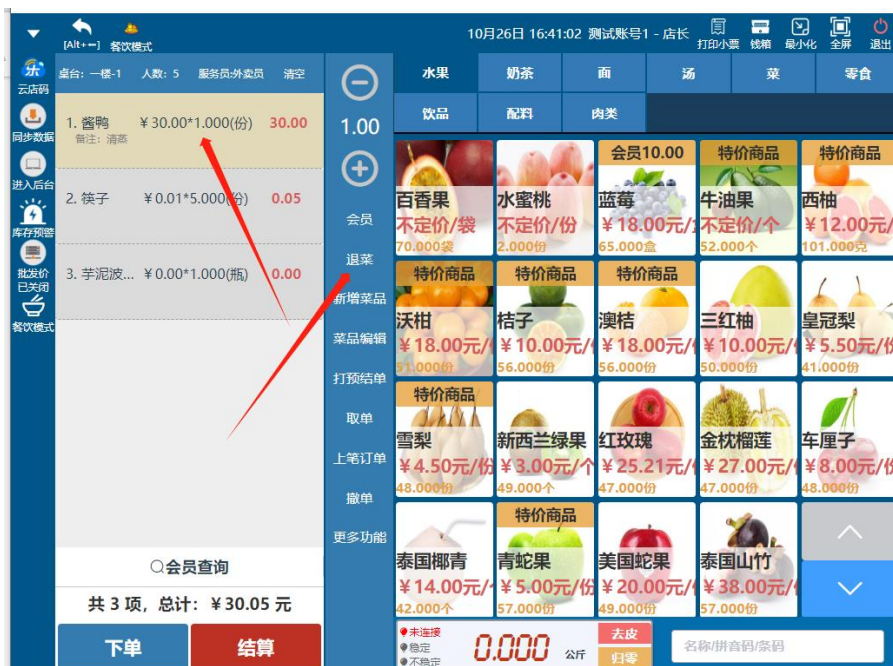 10月26日 16:41:02 测试账号1 - 店长
打印小票
钱箱
最小化
全屏
退出
[Alt+←]
餐饮模式
云店码
同步数据
进入后台
库存预警
批发价
已关闭
餐饮模式
桌台：一楼-1 人数：5 服务员:外卖员 清空
1. 酱鸭 ￥30.00*1.000(份) 30.00
备注：清蒸
2. 筷子 ￥0.01*5.000(份) 0.05
3. 芋泥波... ￥0.00*1.000(瓶) 0.00
会员查询
共 3 项，总计：￥30.05 元
下单
结算
1.00
会员
退菜
新增菜品
菜品编辑
打预结单
取单
上笔订单
撤单
更多功能
水果 奶茶 面 汤 菜 零食
饮品 配料 肉类
百香果
不定价/袋
70.000袋
水蜜桃
不定价/份
2.000份
会员10.00
蓝莓
￥18.00元/
65.000盒
特价商品
牛油果
不定价/个
52.000个
特价商品
西柚
￥12.00元/
101.000克
特价商品
沃柑
￥18.00元/
51.000份
特价商品
桔子
￥10.00元/
56.000份
特价商品
澳桔
￥18.00元/
56.000份
三红柚
￥10.00元/
50.000份
皇冠梨
￥5.50元/份
41.000份
特价商品
雪梨
￥4.50元/份
48.000份
新西兰绿果
￥3.00元/个
49.000个
红玫瑰
￥25.21元/
47.000份
金枕榴莲
￥27.00元/
47.000份
车厘子
￥8.00元/份
48.000份
泰国椰青
￥14.00元/
42.000个
特价商品
青蛇果
￥5.00元/份
57.000份
美国蛇果
￥20.00元/
49.000份
泰国山竹
￥38.00元/
57.000份
未连接
稳定
不稳定
0.000 公斤
去皮
归零
名称/拼音码/条码